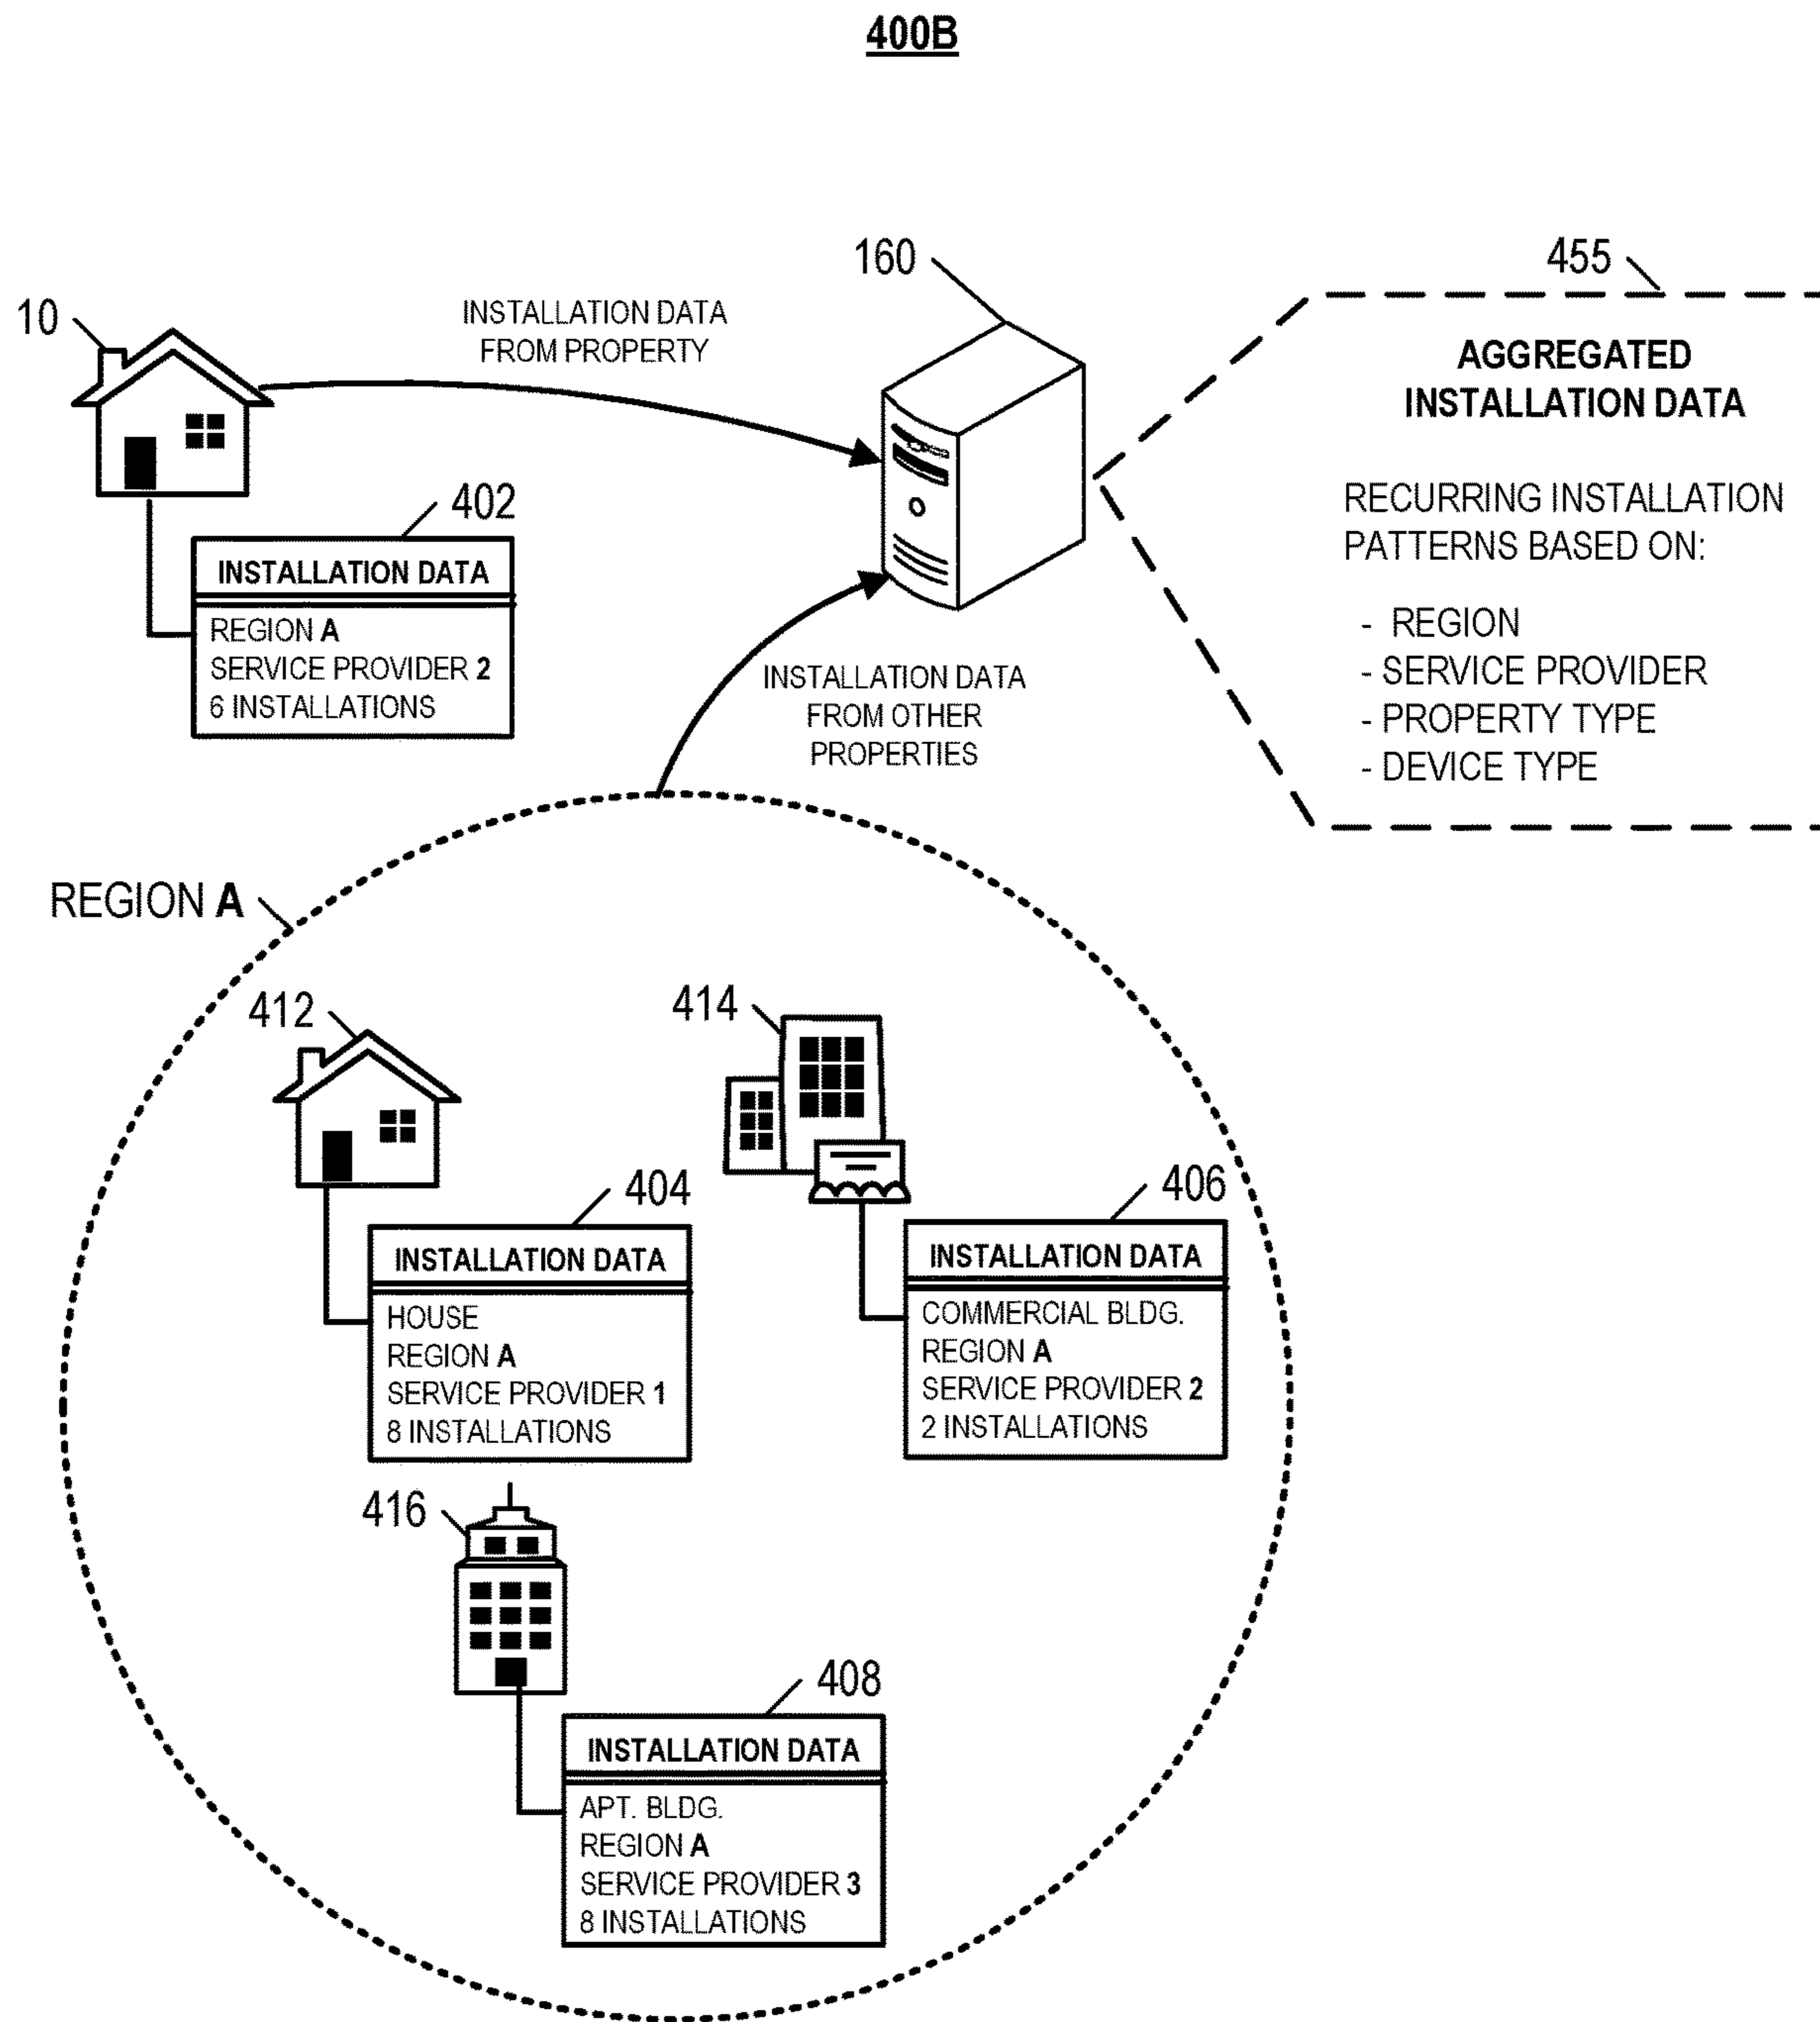 400B
160
455
10
INSTALLATION DATA
FROM PROPERTY
AGGREGATED
INSTALLATION DATA
RECURRING INSTALLATION
PATTERNS BASED ON:
- REGION
- SERVICE PROVIDER
- PROPERTY TYPE
- DEVICE TYPE
402
INSTALLATION DATA
REGION A
SERVICE PROVIDER 2
6 INSTALLATIONS
INSTALLATION DATA
FROM OTHER
PROPERTIES
REGION A
412
414
404
INSTALLATION DATA
HOUSE
REGION A
SERVICE PROVIDER 1
8 INSTALLATIONS
406
INSTALLATION DATA
COMMERCIAL BLDG.
REGION A
SERVICE PROVIDER 2
2 INSTALLATIONS
416
408
INSTALLATION DATA
APT. BLDG.
REGION A
SERVICE PROVIDER 3
8 INSTALLATIONS